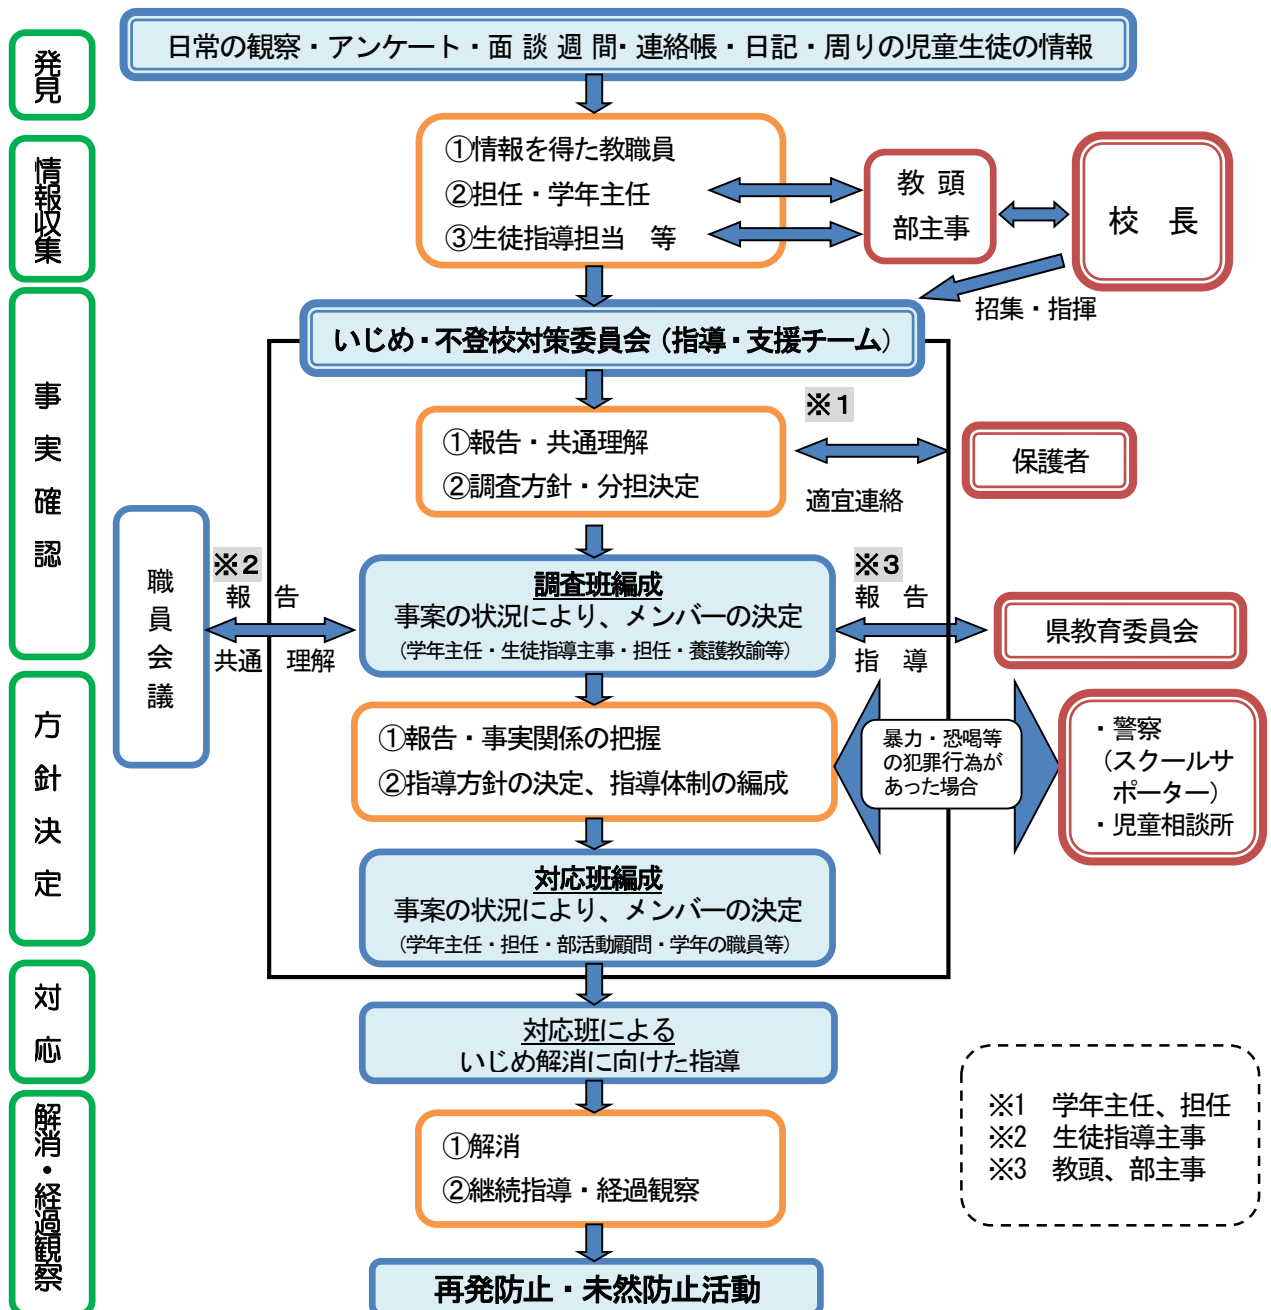 発見
日常の観察・アンケート・面 談 週 間・連絡帳・日記・周りの児童生徒の情報
情報収集
①情報を得た教職員
②担任・学年主任
③生徒指導担当　等
教　頭
部主事
校　長
招集・指揮
事実確認
いじめ・不登校対策委員会（指導・支援チーム）
※1
①報告・共通理解
②調査方針・分担決定
保護者
適宜連絡
職員会議
※2
報　告
共通　理解
調査班編成
事案の状況により、メンバーの決定
（学年主任・生徒指導主事・担任・養護教諭等）
※3
報　告
指　導
県教育委員会
方針決定
①報告・事実関係の把握
②指導方針の決定、指導体制の編成
暴力・恐喝等
の犯罪行為が
あった場合
・警察
（スクールサ
ポーター）
・児童相談所
対応班編成
事案の状況により、メンバーの決定
（学年主任・担任・部活動顧問・学年の職員等）
対応
対応班による
いじめ解消に向けた指導
解消・経過観察
①解消
②継続指導・経過観察
※1　学年主任、担任
※2　生徒指導主事
※3　教頭、部主事
再発防止・未然防止活動